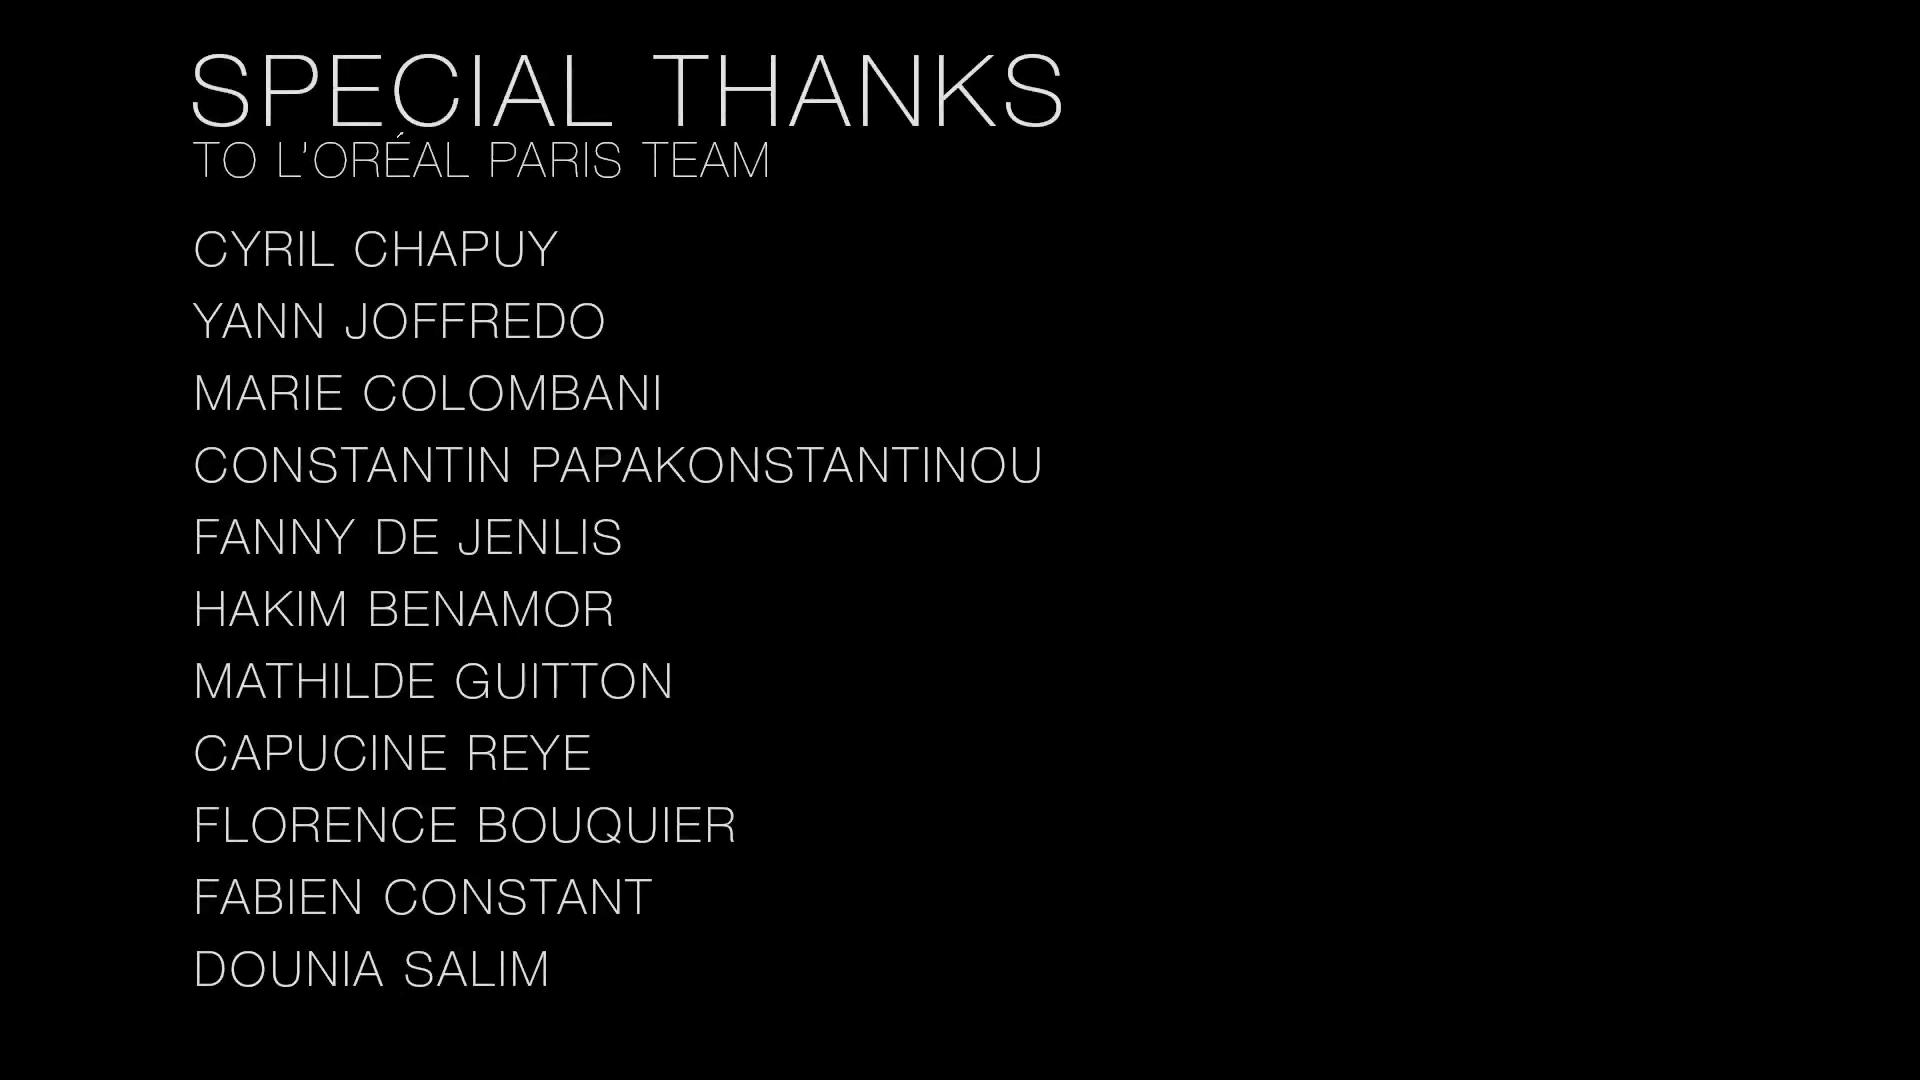 SPECIAL THANKS
TO L'ORÉAL PARIS TEAM
CYRIL CHAPUY
YANN JOFFREDO
MARIE COLOMBANI
CONSTANTIN PAPAKONSTANTINOU
FANNY DE JENLIS
HAKIM BENAMOR
MATHILDE GUITTON
CAPUCINE REYE
FLORENCE BOUQUIER
FABIEN CONSTANT
DOUNIA SALIM